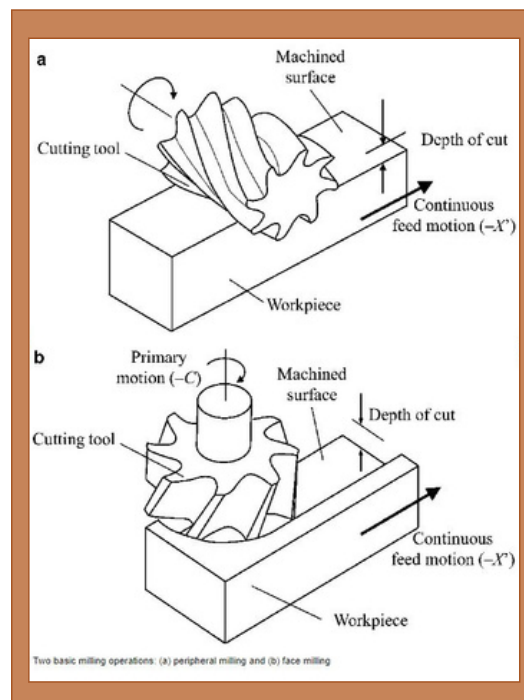 a
Machined
surface
Cutting tool
Depth of cut
Continuous
feed motion (–X’)
Workpiece
b
Primary
motion (–C)
Machined
surface
Depth of cut
Cutting tool
Continuous
feed motion (–X’)
Workpiece
Two basic milling operations: (a) peripheral milling and (b) face milling